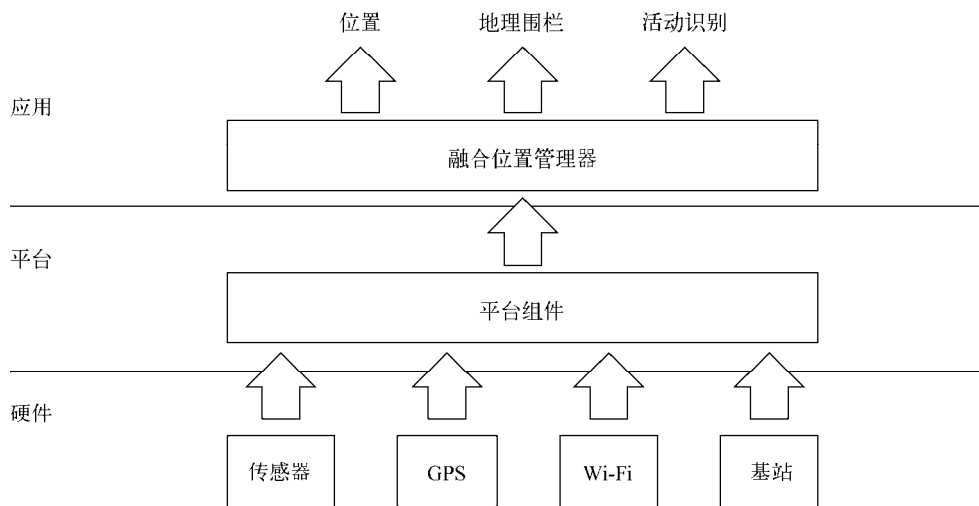 位置
地理围栏
活动识别
应用
融合位置管理器
平台
平台组件
硬件
传感器
GPS
Wi-Fi
基站